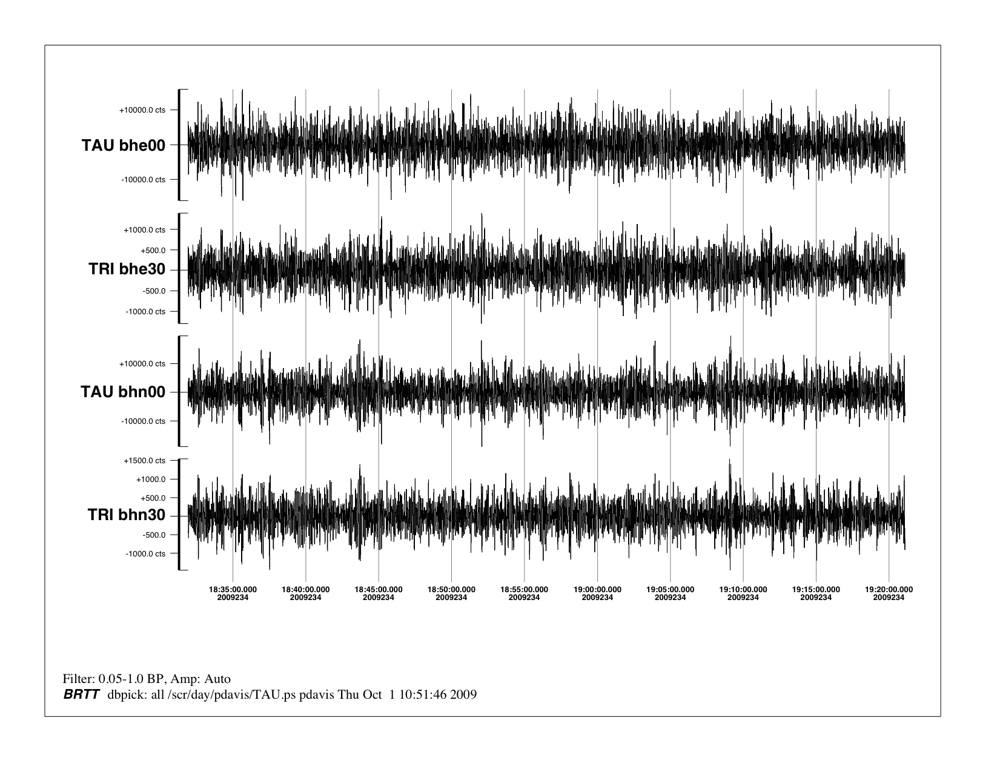 +10000.0 cts
TAU bhe00
-10000.0 cts
+1000.0 cts
+500.0
TRI bhe30
-500.0
-1000.0 cts
+10000.0 cts
TAU bhn00
-10000.0 cts
+1500.0 cts
+1000.0
+500.0
TRI bhn30
-500.0
-1000.0 cts
18:35:00.000 18:40:00.000 18:45:00.000 18:50:00.000 18:55:00.000 19:00:00.000 19:05:00.000 19:10:00.000 19:15:00.000 19:20:00.000
2009234 2009234 2009234 2009234 2009234 2009234 2009234 2009234 2009234 2009234
Filter: 0.05-1.0 BP, Amp: Auto
BRTT dbpick: all /scr/day/pdavis/TAU.ps pdavis Thu Oct 1 10:51:46 2009